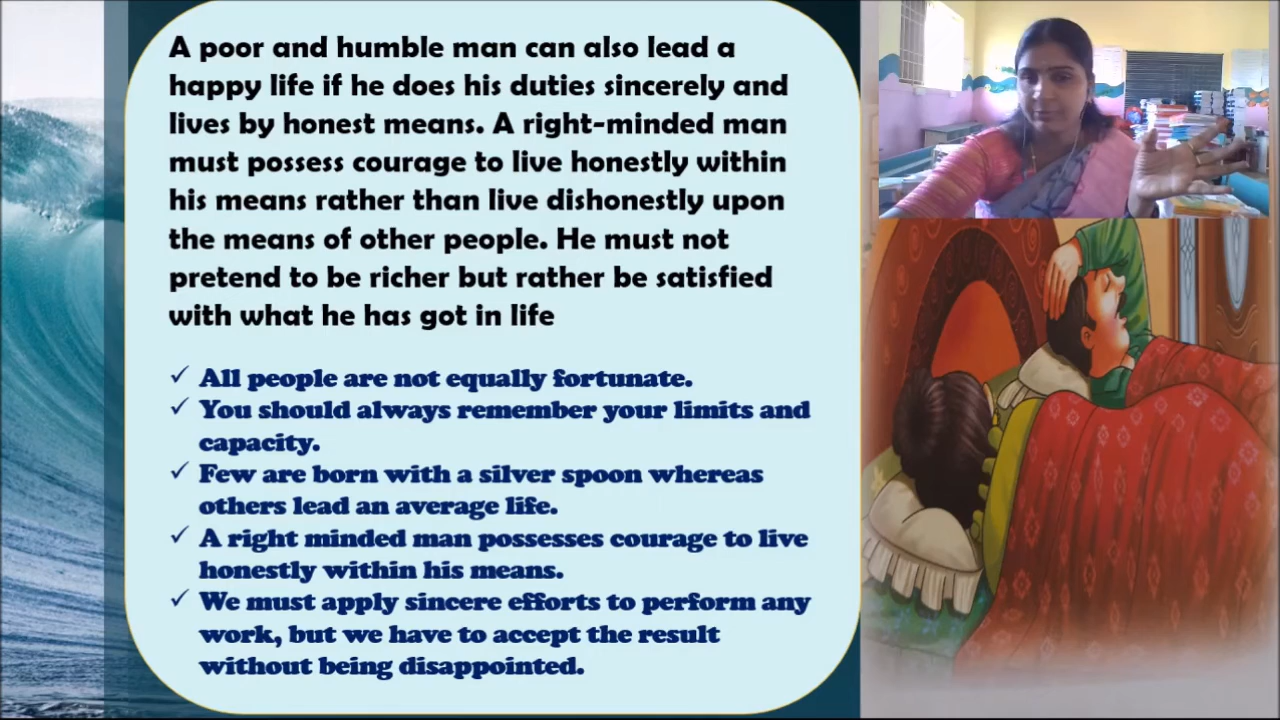 A poor and humble man can also lead a
happy life if he does his duties sincerely and
lives by honest means. A right-minded man
must possess courage to live honestly within
his means rather than live dishonestly upon
the means of other people. He must not
pretend to be richer but rather be satisfied
with what he has got in life
✓ All people are not equally fortunate.
✓ You should always remember your limits and
capacity.
✓ Few are born with a silver spoon whereas
others lead an average life.
✓ A right minded man possesses courage to live
honestly within his means.
✓ We must apply sincere efforts to perform any
work, but we have to accept the result
without being disappointed.